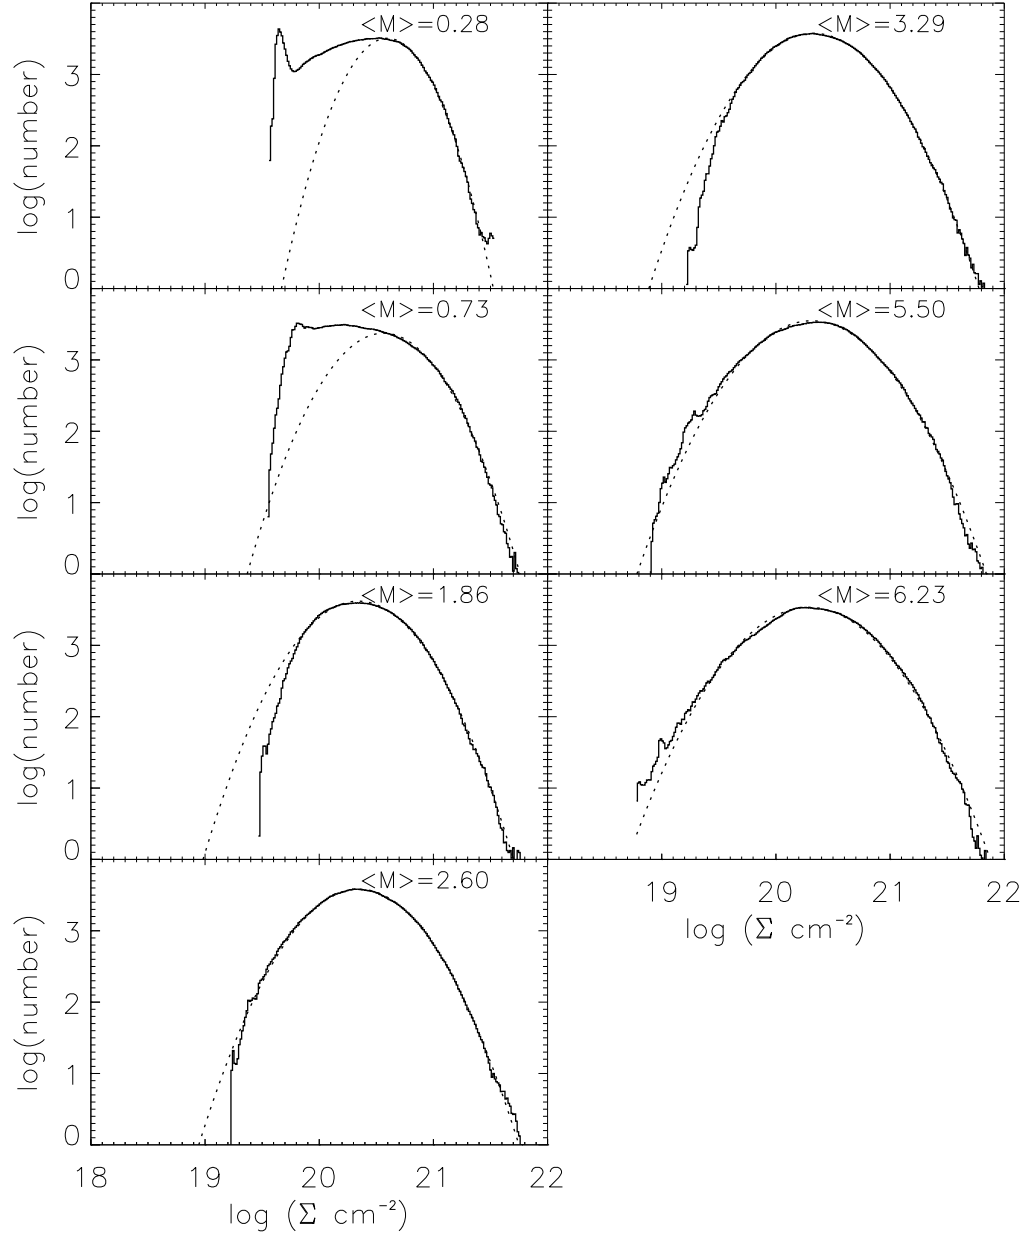 <M>=0.28
3
2
1
0
log(number)
<M>=3.29
<M>=0.73
3
2
1
0
log(number)
<M>=5.50
<M>=1.86
3
2
1
0
log(number)
<M>=6.23
19 20 21 22
log (Σ cm⁻²)
<M>=2.60
3
2
1
0
log(number)
18 19 20 21 22
log (Σ cm⁻²)